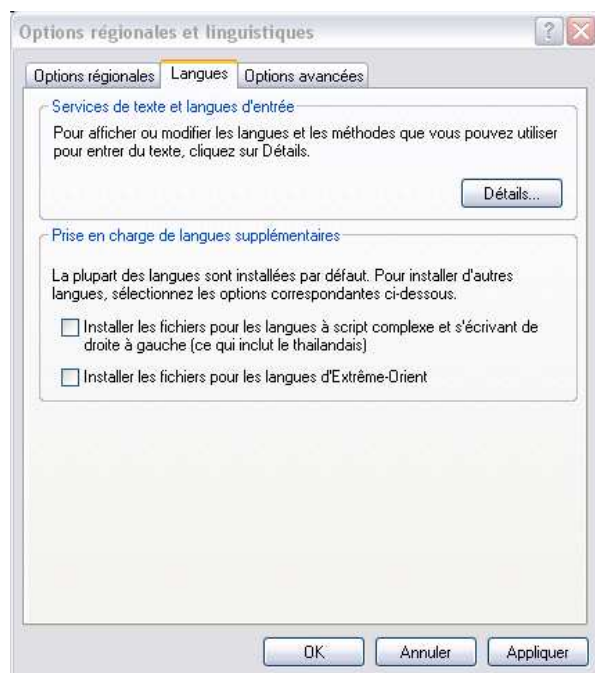 Options régionales et linguistiques
Options régionales Langues Options avancées
Services de texte et langues d'entrée
Pour afficher ou modifier les langues et les méthodes que vous pouvez utiliser
pour entrer du texte, cliquez sur Détails.
Détails...
Prise en charge de langues supplémentaires
La plupart des langues sont installées par défaut. Pour installer d'autres
langues, sélectionnez les options correspondantes ci-dessous.
Installer les fichiers pour les langues à script complexe et s'écrivant de
droite à gauche (ce qui inclut le thaïlandais)
Installer les fichiers pour les langues d'Extrême-Orient
OK Annuler Appliquer